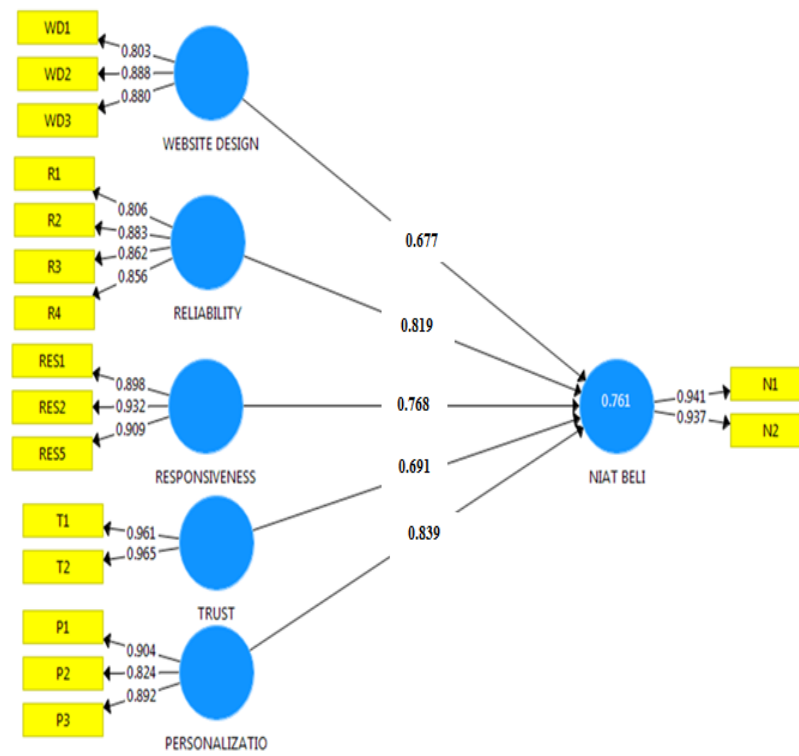 WD1
0.803
WD2
0.888
WD3
0.880
WEBSITE DESIGN
0.677
R1
0.806
R2
0.883
R3
0.862
R4
0.856
RELIABILITY
0.819
RES1
0.898
RES2
0.932
RES5
0.909
RESPONSIVENESS
0.768
T1
0.961
T2
0.965
TRUST
0.691
P1
0.904
P2
0.824
P3
0.892
PERSONALIZATIO
0.839
0.761
NIAT BELI
0.941
N1
0.937
N2